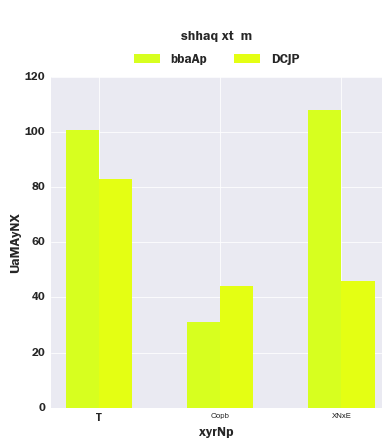 shhaq xt  m
bbaAp DCJP
120
100
80
60
40
20
0
UaMAyNX
T Copb XNxE
xyrNp